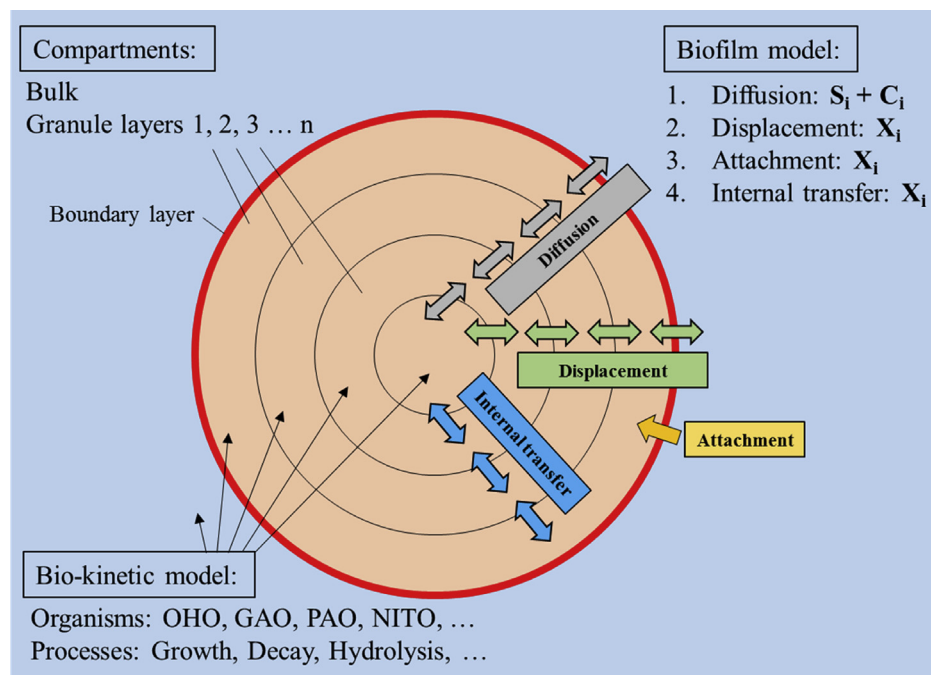 Compartments:
Bulk
Granule layers 1, 2, 3 … n
Boundary layer
Biofilm model:
1. Diffusion: Si + Ci
2. Displacement: Xi
3. Attachment: Xi
4. Internal transfer: Xi
Diffusion
Displacement
Internal transfer
Attachment
Bio-kinetic model:
Organisms: OHO, GAO, PAO, NITO, …
Processes: Growth, Decay, Hydrolysis, …